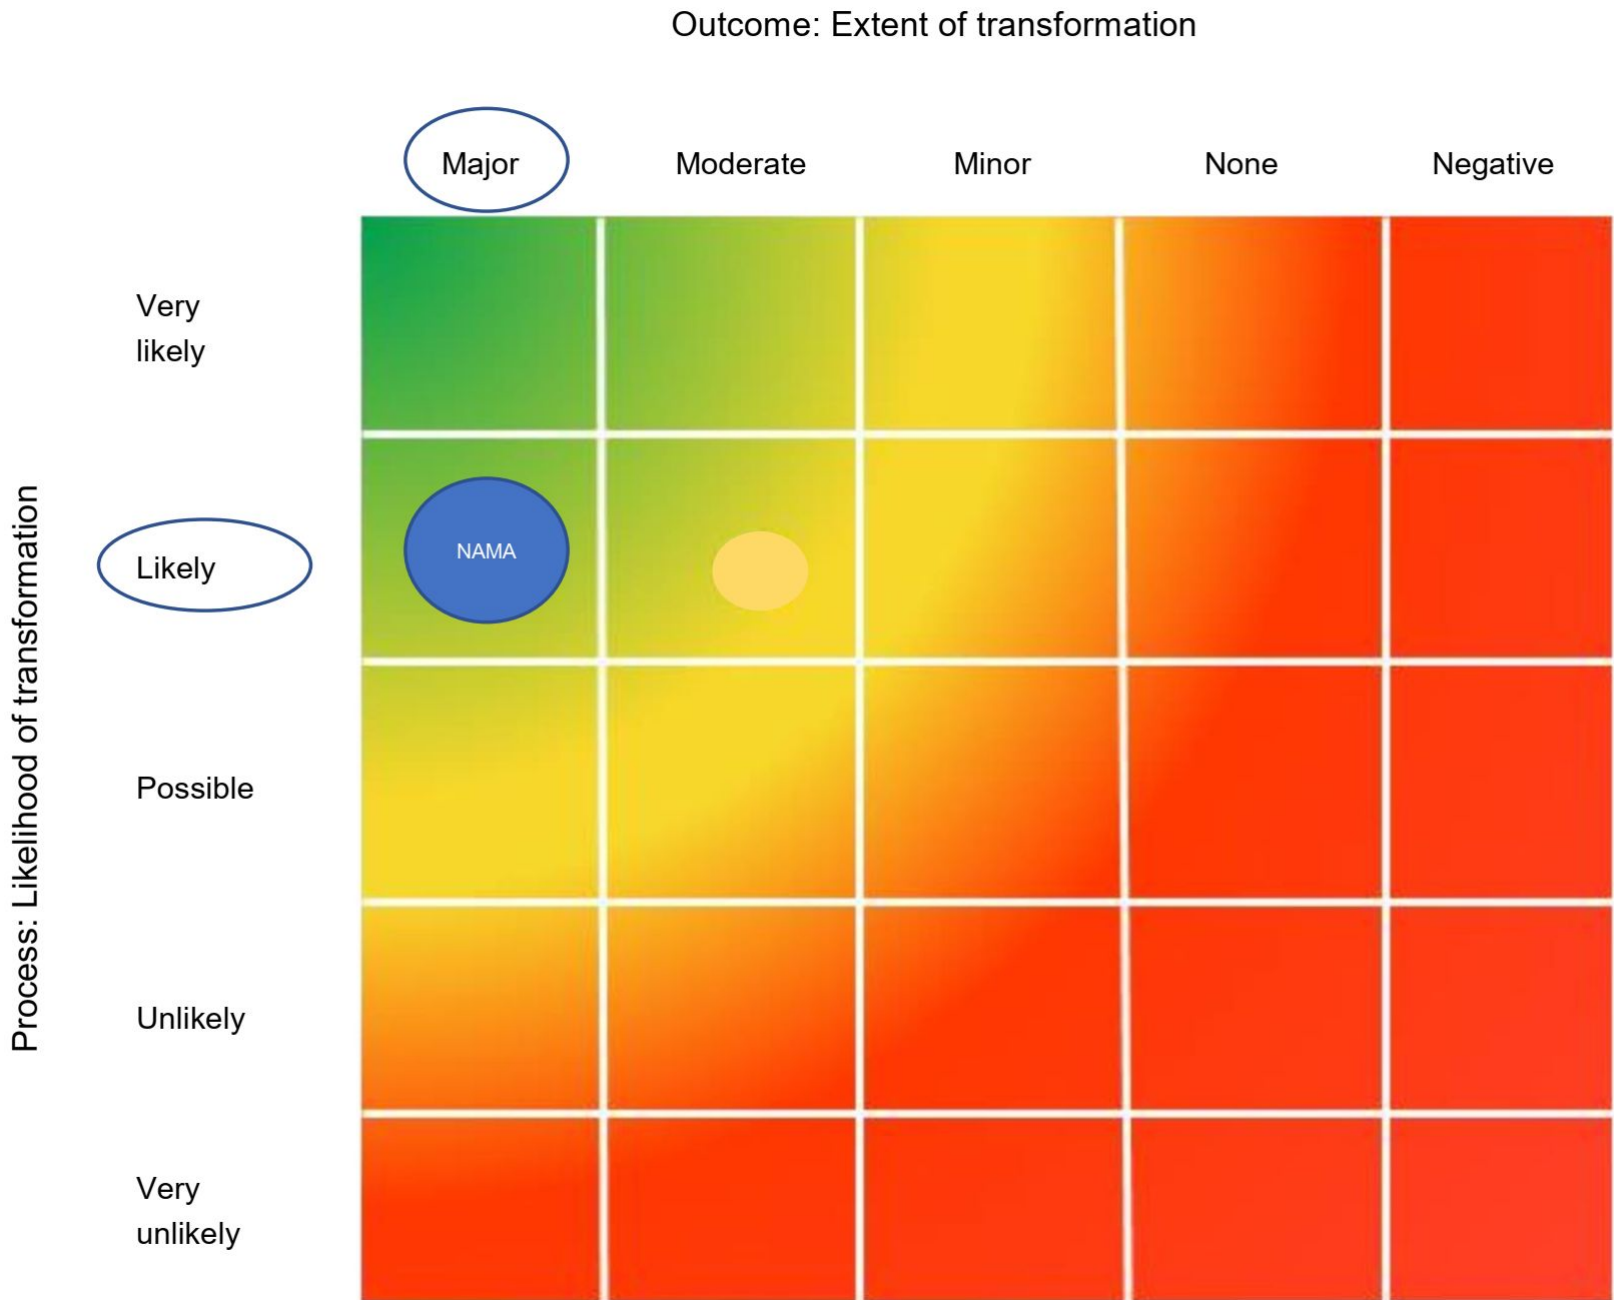 Outcome: Extent of transformation
Major
Moderate
Minor
None
Negative
Process: Likelihood of transformation
Very
likely
Likely
NAMA
Possible
Unlikely
Very
unlikely